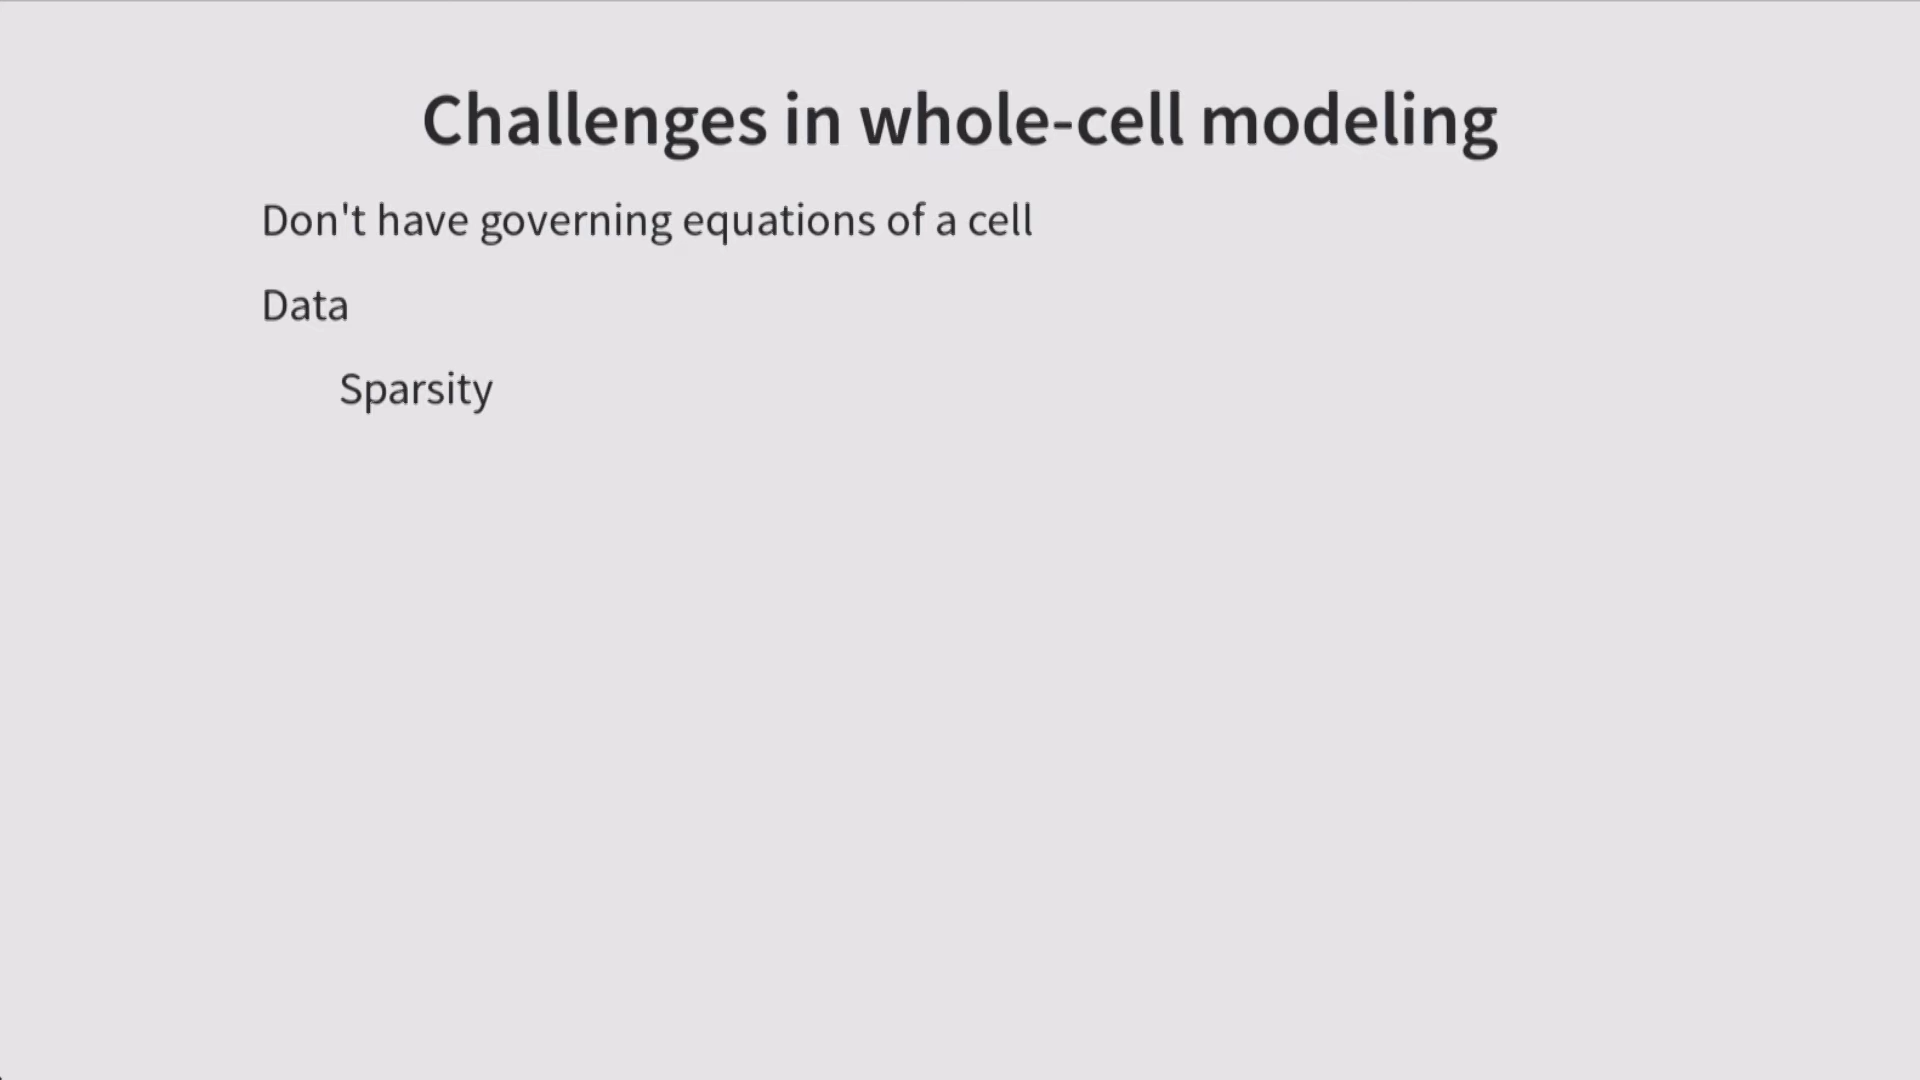 Challenges in whole-cell modeling
Don't have governing equations of a cell
Data
Sparsity